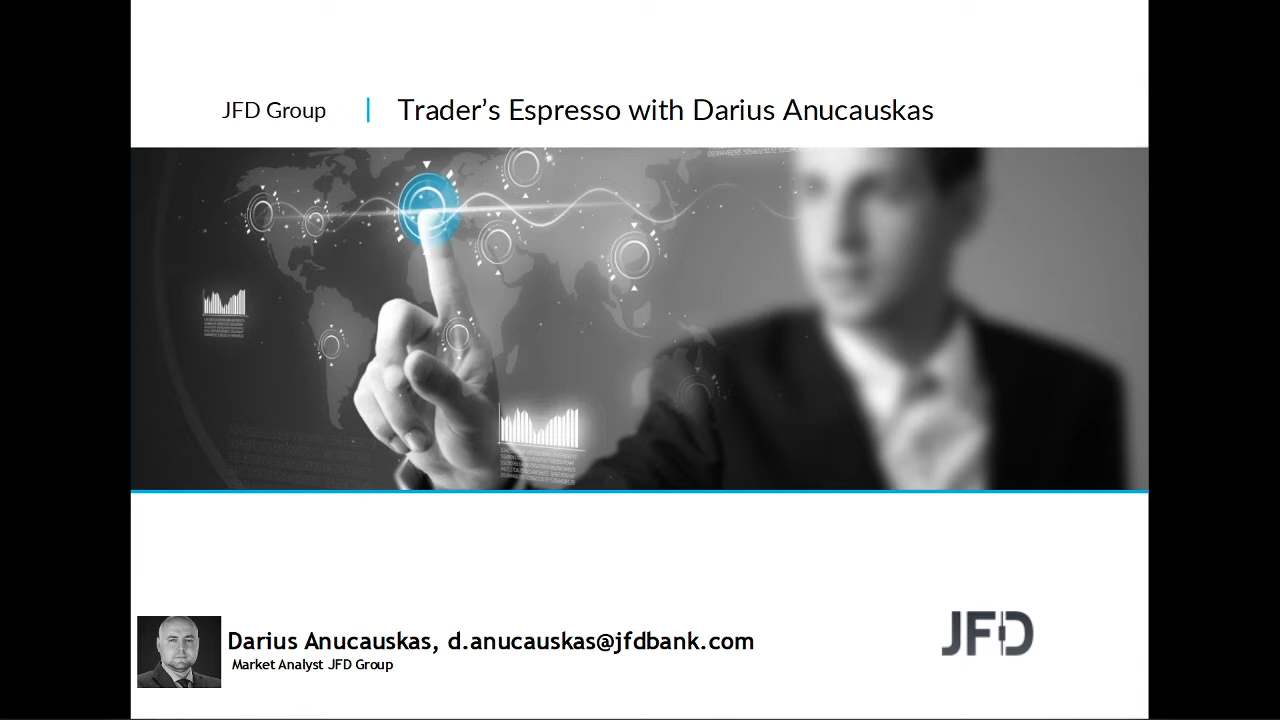 JFD Group
Trader's Espresso with Darius Anucauskas
Darius Anucauskas, d.anucauskas@jfdbank.com
Market Analyst JFD Group
JFD